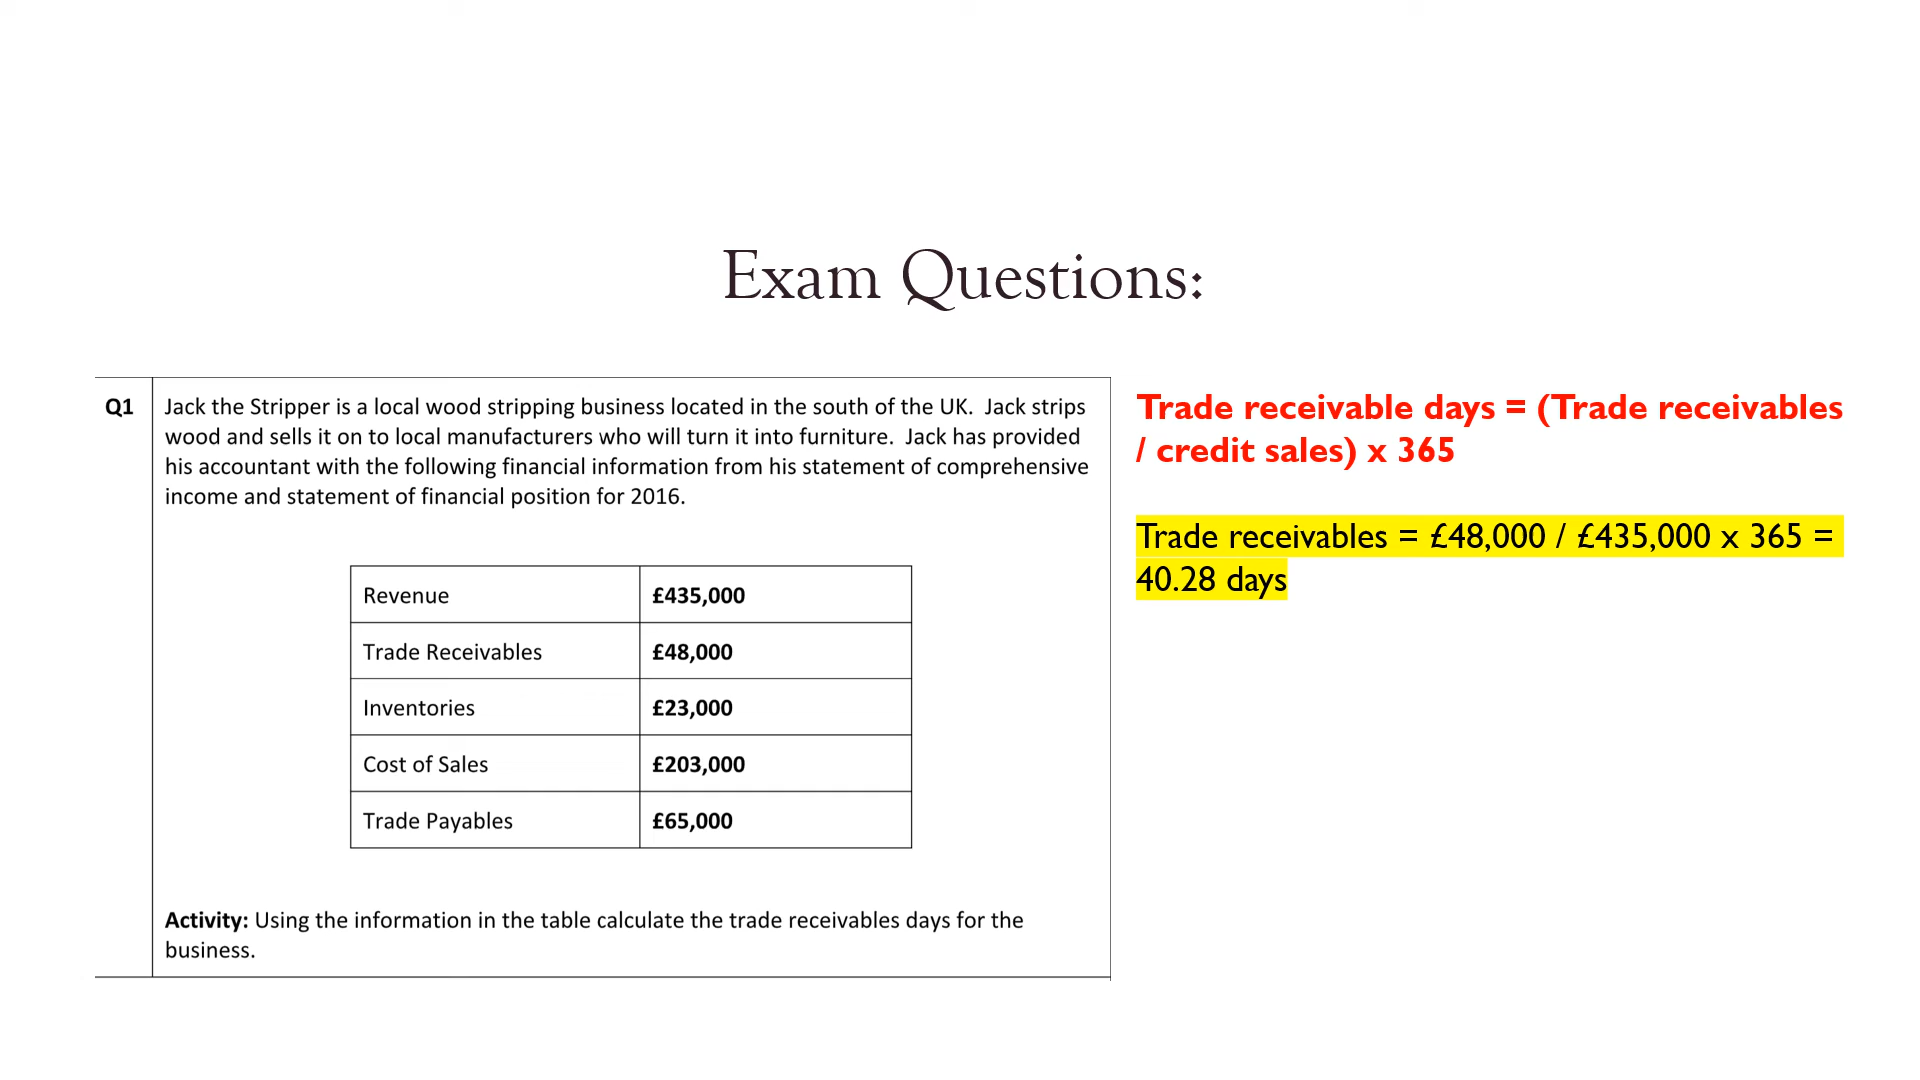 Exam Questions:
Q1
Jack the Stripper is a local wood stripping business located in the south of the UK.  Jack strips
wood and sells it on to local manufacturers who will turn it into furniture.  Jack has provided
his accountant with the following financial information from his statement of comprehensive
income and statement of financial position for 2016.
Revenue £435,000
Trade Receivables £48,000
Inventories £23,000
Cost of Sales £203,000
Trade Payables £65,000
Activity: Using the information in the table calculate the trade receivables days for the
business.
Trade receivable days = (Trade receivables
/ credit sales) x 365
Trade receivables = £48,000 / £435,000 x 365 =
40.28 days